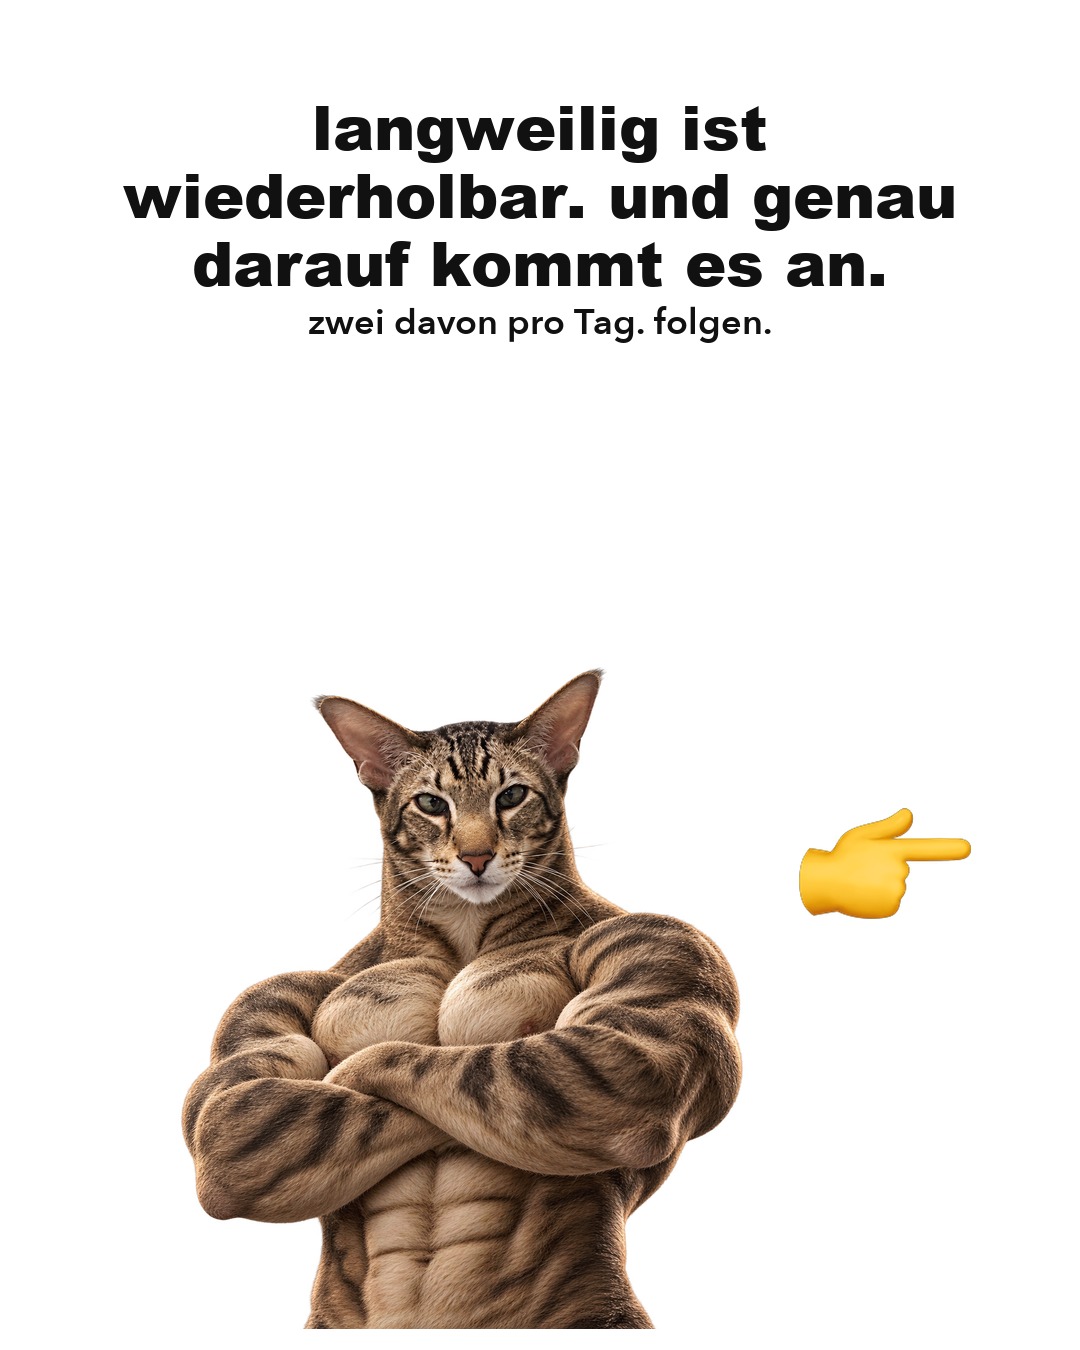 langweilig ist
wiederholbar. und genau
darauf kommt es an.
zwei davon pro Tag. folgen.